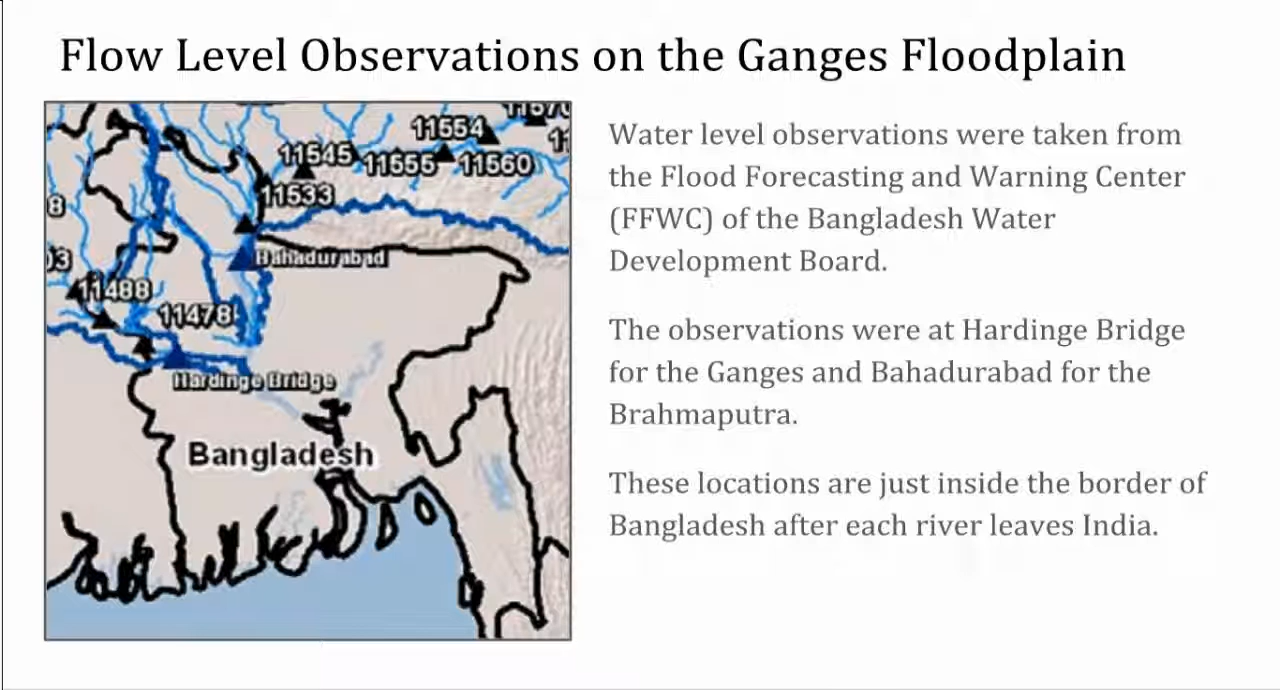 Flow Level Observations on the Ganges Floodplain
11554
11545
11555
11560
11533
Bahadurabad
11488
11478
Hardinge Bridge
Bangladesh
Water level observations were taken from
the Flood Forecasting and Warning Center
(FFWC) of the Bangladesh Water
Development Board.
The observations were at Hardinge Bridge
for the Ganges and Bahadurabad for the
Brahmaputra.
These locations are just inside the border of
Bangladesh after each river leaves India.